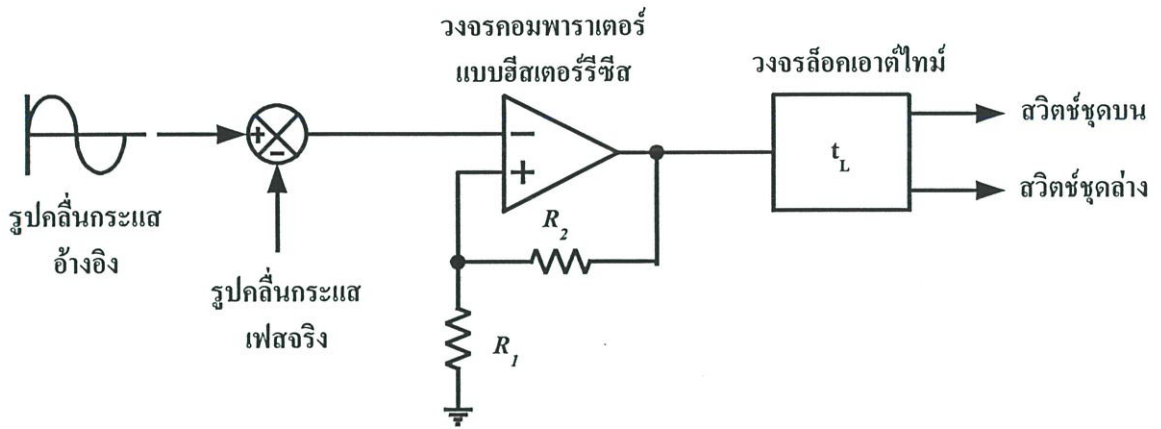 วงจรคอมพาราเตอร์
แบบฮีสเตอร์รีซีส
วงจรล็อคเอาต์ไทม์
สวิตช์ชุดบน
t_L
สวิตช์ชุดล่าง
+
-
-
+
รูปคลื่นกระแส
อ้างอิง
R_2
รูปคลื่นกระแส
เฟสจริง
R_1